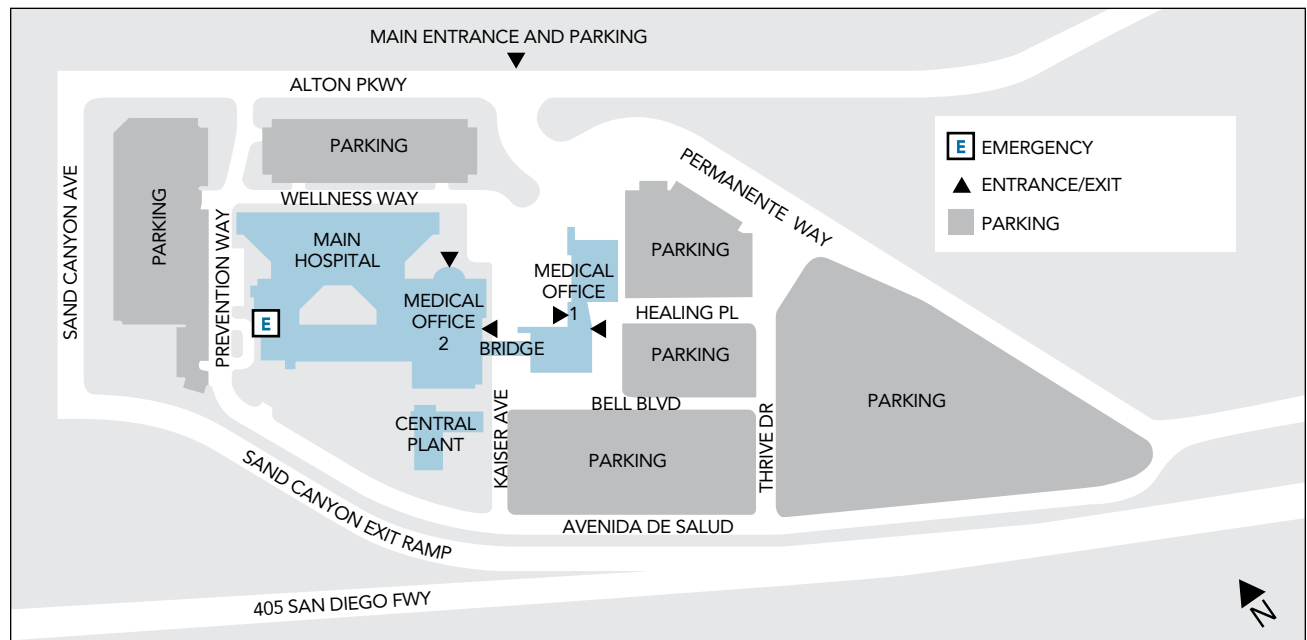 MAIN ENTRANCE AND PARKING
ALTON PKWY
PARKING
E EMERGENCY
ENTRANCE/EXIT
PARKING
SAND CANYON AVE
PARKING
PERMANENTE WAY
WELLNESS WAY
PREVENTION WAY
MAIN
HOSPITAL
PARKING
MEDICAL
OFFICE
1
MEDICAL
OFFICE
2
E
HEALING PL
BRIDGE
PARKING
KAISER AVE
BELL BLVD
THRIVE DR
PARKING
CENTRAL
PLANT
PARKING
SAND CANYON EXIT RAMP
AVENIDA DE SALUD
405 SAN DIEGO FWY
N